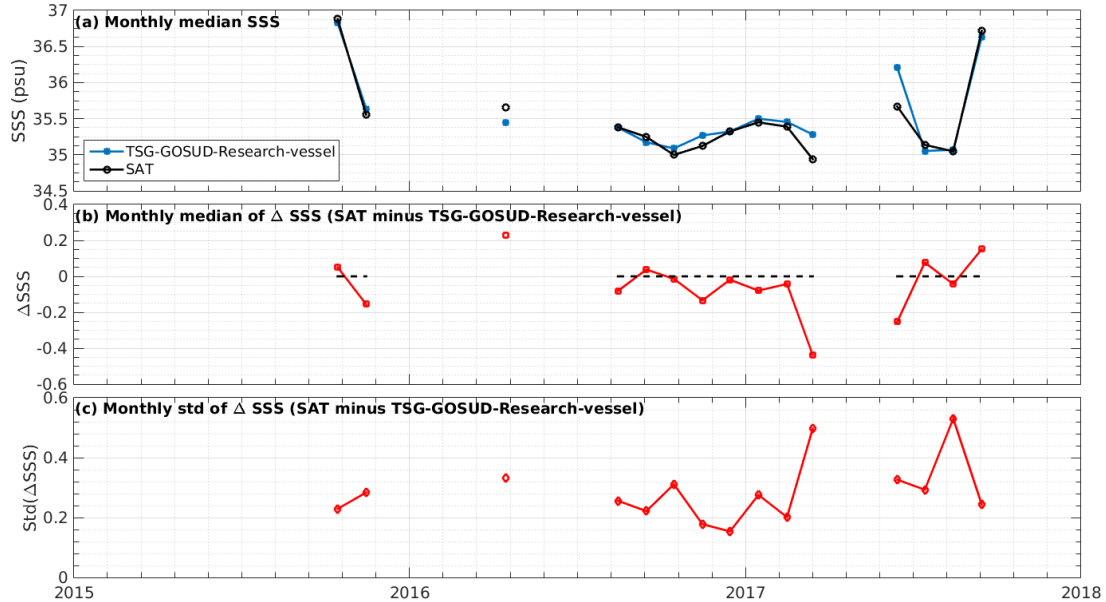 (a) Monthly median SSS
SSS (psu)
37
36.5
36
35.5
35
34.5
TSG-GOSUD-Research-vessel
SAT
(b) Monthly median of Δ SSS (SAT minus TSG-GOSUD-Research-vessel)
ΔSSS
0.4
0.2
0
-0.2
-0.4
-0.6
(c) Monthly std of Δ SSS (SAT minus TSG-GOSUD-Research-vessel)
Std(ΔSSS)
0.6
0.4
0.2
0
2015 2016 2017 2018